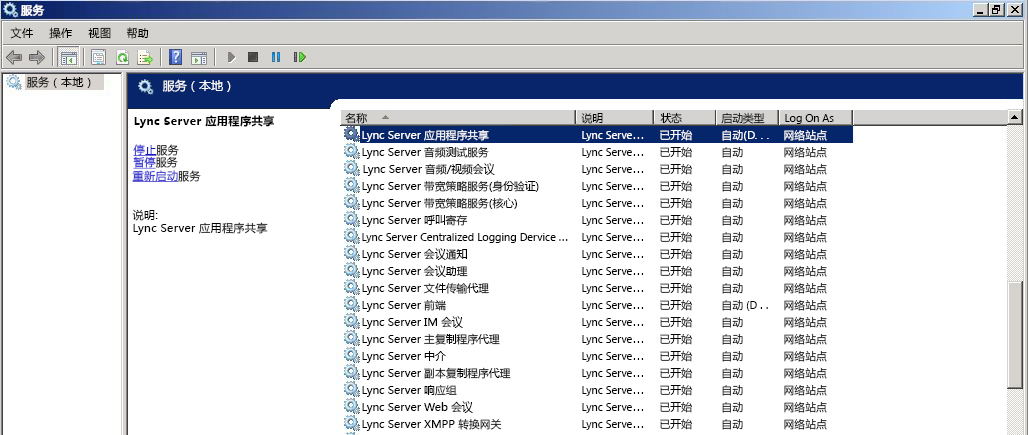 服务
文件 操作 视图 帮助
服务(本地)
服务(本地)
Lync Server 应用程序共享
停止服务
暂停服务
重新启动服务
说明:
Lync Server 应用程序共享
名称 说明 状态 启动类型 Log On As
Lync Server 应用程序共享 Lync Serve... 已开始 自动(D... 网络站点
Lync Server 音频测试服务 Lync Serve... 已开始 自动 网络站点
Lync Server 音频/视频会议 Lync Serve... 已开始 自动 网络站点
Lync Server 带宽策略服务(身份验证) Lync Serve... 已开始 自动 网络站点
Lync Server 带宽策略服务(核心) Lync Serve... 已开始 自动 网络站点
Lync Server 呼叫寄存 Lync Serve... 已开始 自动 网络站点
Lync Server Centralized Logging Dervice ... Lync Serve... 已开始 自动 网络站点
Lync Server 会议通知 Lync Serve... 已开始 自动 网络站点
Lync Server 会议助理 Lync Serve... 已开始 自动 网络站点
Lync Server 文件传输代理 Lync Serve... 已开始 自动 网络站点
Lync Server 前端 Lync Serve... 已开始 自动 (D... 网络站点
Lync Server IM 会议 Lync Serve... 已开始 自动 网络站点
Lync Server 主复制程序代理 Lync Serve... 已开始 自动 网络站点
Lync Server 中介 Lync Serve... 已开始 自动 网络站点
Lync Server 副本复制程序代理 Lync Serve... 已开始 自动 网络站点
Lync Server 响应组 Lync Serve... 已开始 自动 网络站点
Lync Server Web 会议 Lync Serve... 已开始 自动 网络站点
Lync Server XMPP 转换网关 Lync Serve... 已开始 自动 网络站点